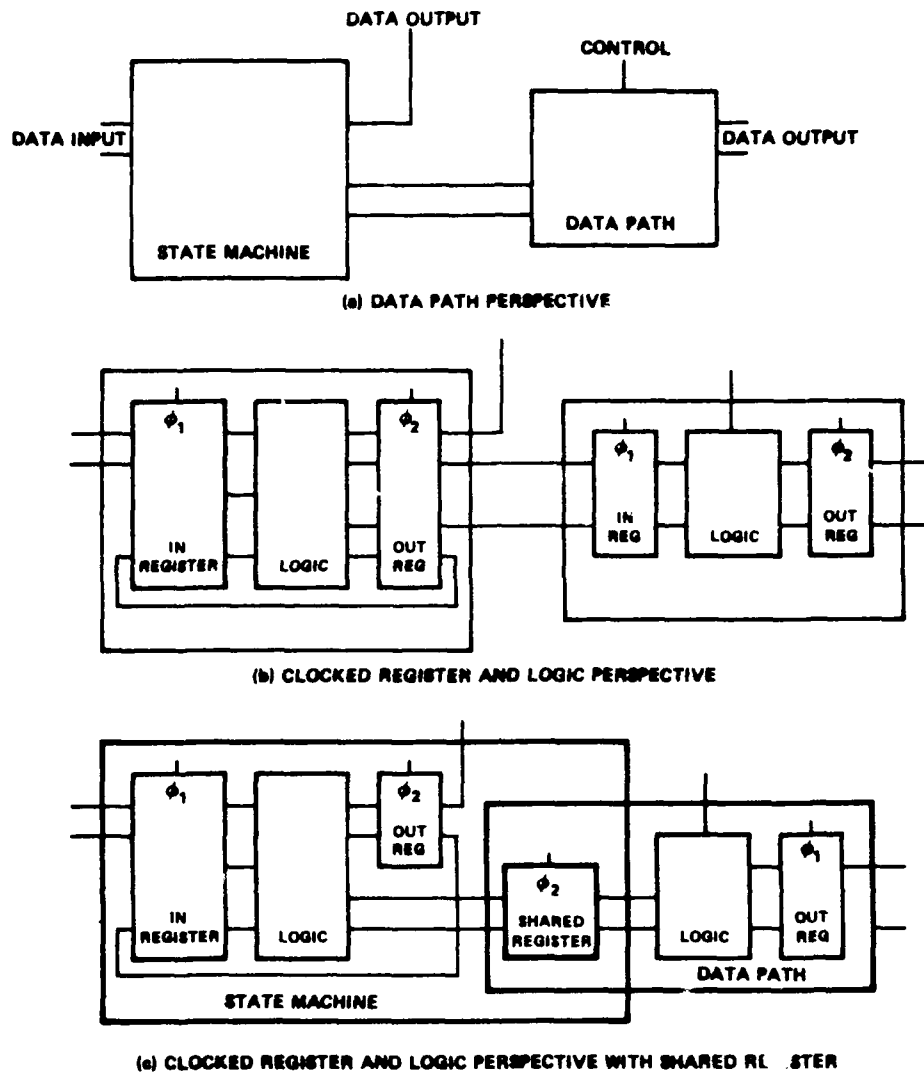 DATA OUTPUT
CONTROL
DATA INPUT
DATA OUTPUT
STATE MACHINE
DATA PATH
(a) DATA PATH PERSPECTIVE
ϕ1
ϕ2
ϕ1
ϕ2
IN
REGISTER
LOGIC
OUT
REG
IN
REG
LOGIC
OUT
REG
(b) CLOCKED REGISTER AND LOGIC PERSPECTIVE
ϕ1
ϕ2
OUT
REG
ϕ1
ϕ2
SHARED
REGISTER
IN
REGISTER
LOGIC
LOGIC
OUT
REG
DATA PATH
STATE MACHINE
(c) CLOCKED REGISTER AND LOGIC PERSPECTIVE WITH SHARED